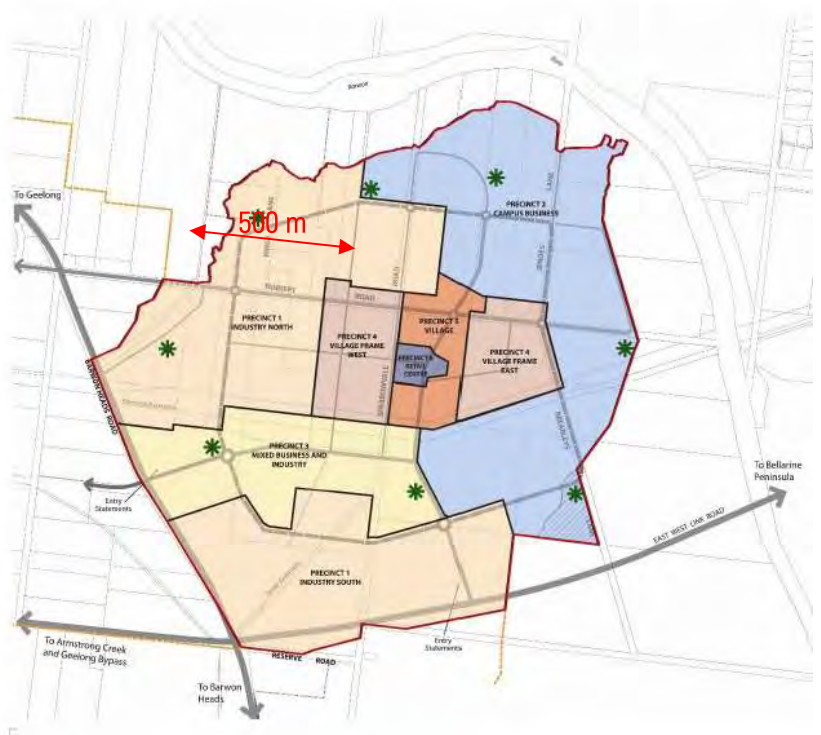 Barwon
To Geelong
PRECINCT 2
CAMPUS BUSINESS
500 m
ROAD
ROAD
PRECINCT 1
INDUSTRY NORTH
PRECINCT 4
VILLAGE FRAME
WEST
PRECINCT 5
VILLAGE
PRECINCT 4
VILLAGE FRAME
EAST
RETAIL
CENTRE
BARWON HEADS ROAD
PRECINCT 3
MIXED BUSINESS AND
INDUSTRY
To Bellarine
Peninsula
Entry
Statements
EAST WEST LINK ROAD
PRECINCT 1
INDUSTRY SOUTH
To Armstrong Creek
and Geelong Bypass
Entry
Statements
RESERVE ROAD
To Barwon
Heads